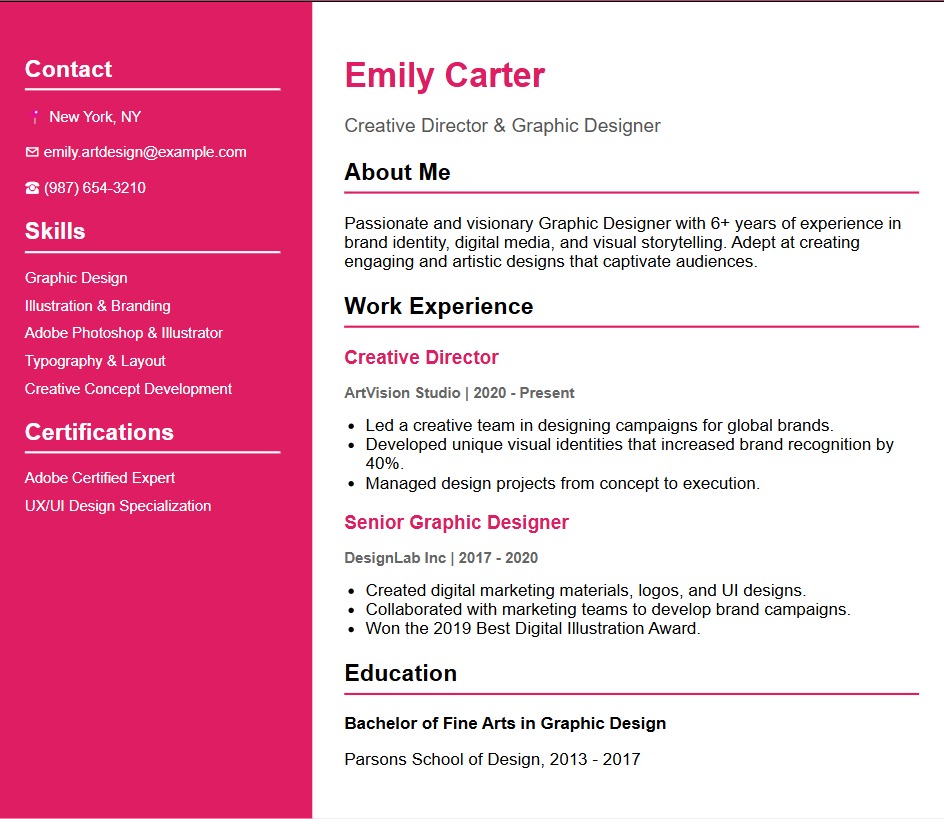 Contact
📍 New York, NY
✉ emily.artdesign@example.com
☎ (987) 654-3210
Skills
Graphic Design
Illustration & Branding
Adobe Photoshop & Illustrator
Typography & Layout
Creative Concept Development
Certifications
Adobe Certified Expert
UX/UI Design Specialization
Emily Carter
Creative Director & Graphic Designer
About Me
Passionate and visionary Graphic Designer with 6+ years of experience in
brand identity, digital media, and visual storytelling. Adept at creating
engaging and artistic designs that captivate audiences.
Work Experience
Creative Director
ArtVision Studio | 2020 - Present
• Led a creative team in designing campaigns for global brands.
• Developed unique visual identities that increased brand recognition by
40%.
• Managed design projects from concept to execution.
Senior Graphic Designer
DesignLab Inc | 2017 - 2020
• Created digital marketing materials, logos, and UI designs.
• Collaborated with marketing teams to develop brand campaigns.
• Won the 2019 Best Digital Illustration Award.
Education
Bachelor of Fine Arts in Graphic Design
Parsons School of Design, 2013 - 2017